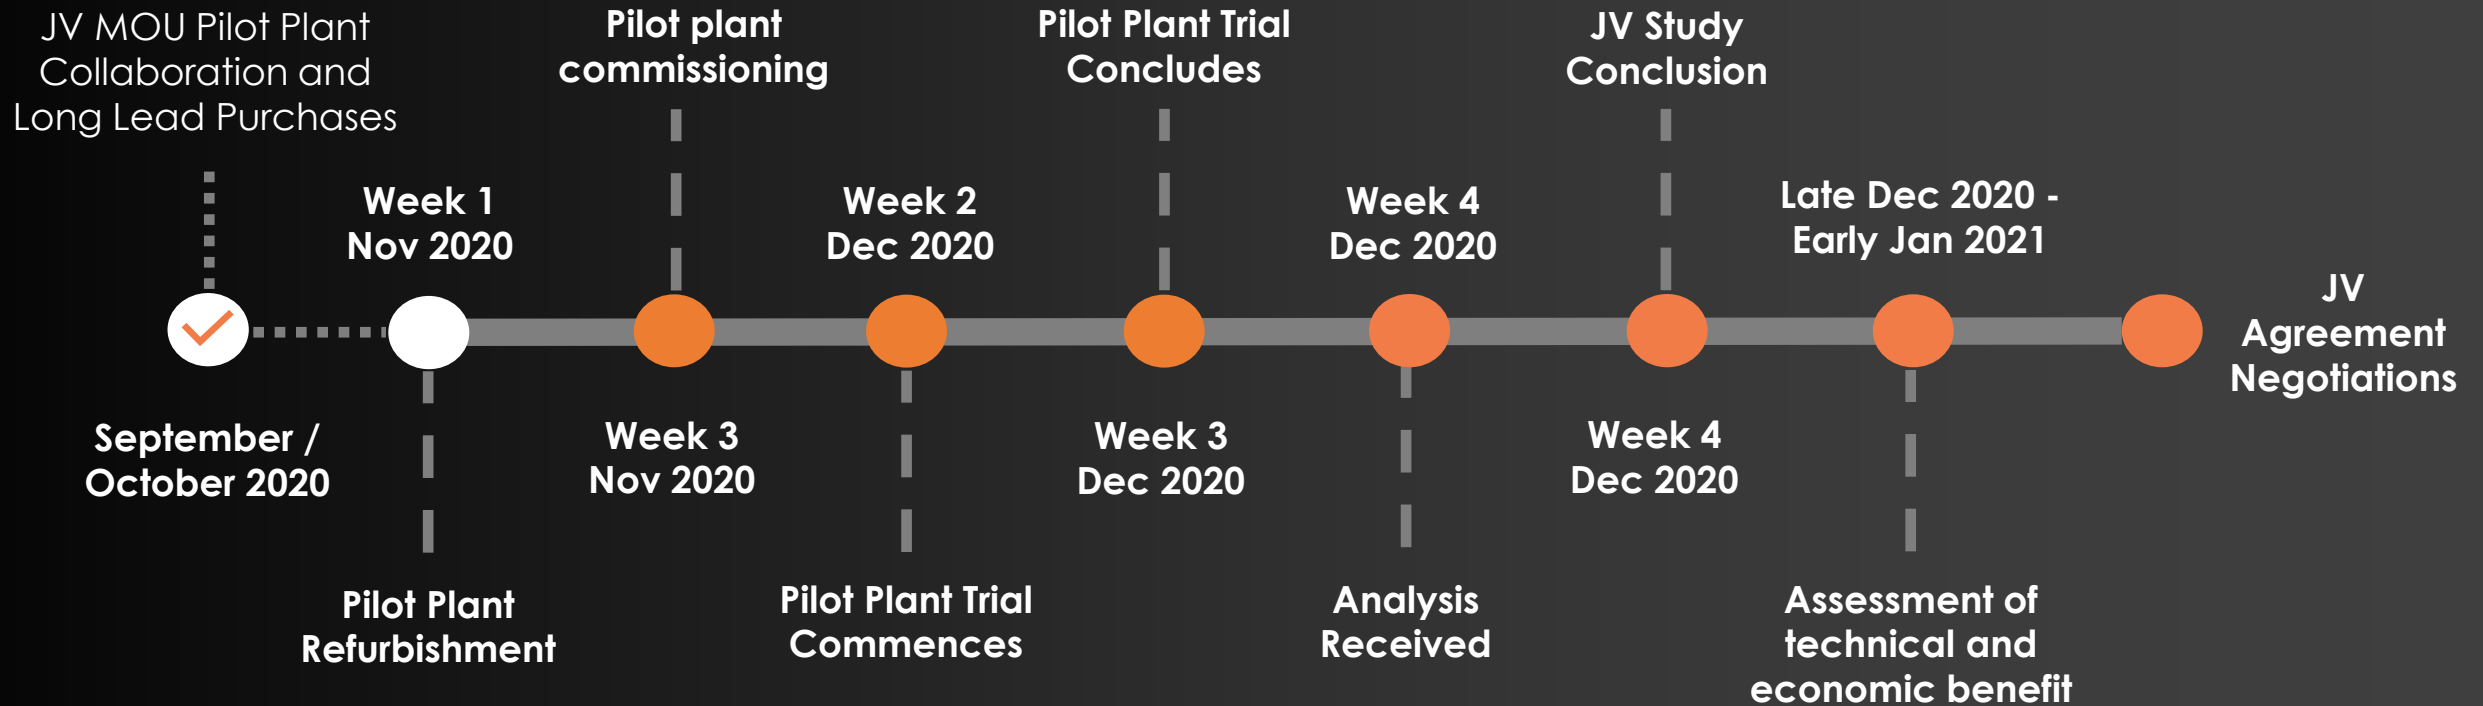 JV MOU Pilot Plant
Collaboration and
Long Lead Purchases
September /
October 2020
Week 1
Nov 2020
Pilot Plant
Refurbishment
Pilot plant
commissioning
Week 3
Nov 2020
Week 2
Dec 2020
Pilot Plant Trial
Commences
Pilot Plant Trial
Concludes
Week 3
Dec 2020
Week 4
Dec 2020
Analysis
Received
JV Study
Conclusion
Week 4
Dec 2020
Late Dec 2020 -
Early Jan 2021
Assessment of
technical and
economic benefit
JV
Agreement
Negotiations